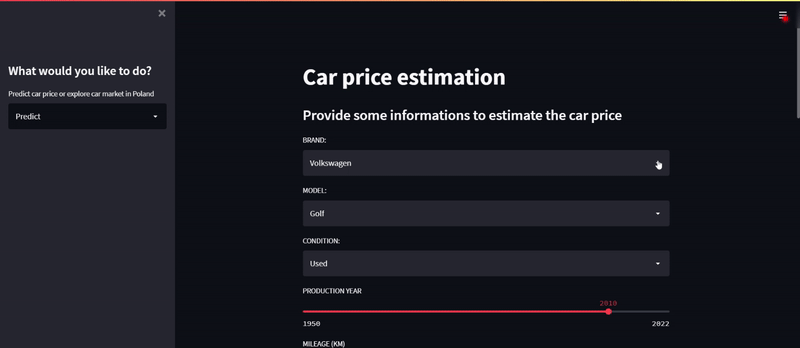 What would you like to do?
Predict car price or explore car market in Poland
Predict
Car price estimation
Provide some informations to estimate the car price
BRAND:
Volkswagen
MODEL:
Golf
CONDITION:
Used
PRODUCTION YEAR
2010
1950 2022
MILEAGE (KM)